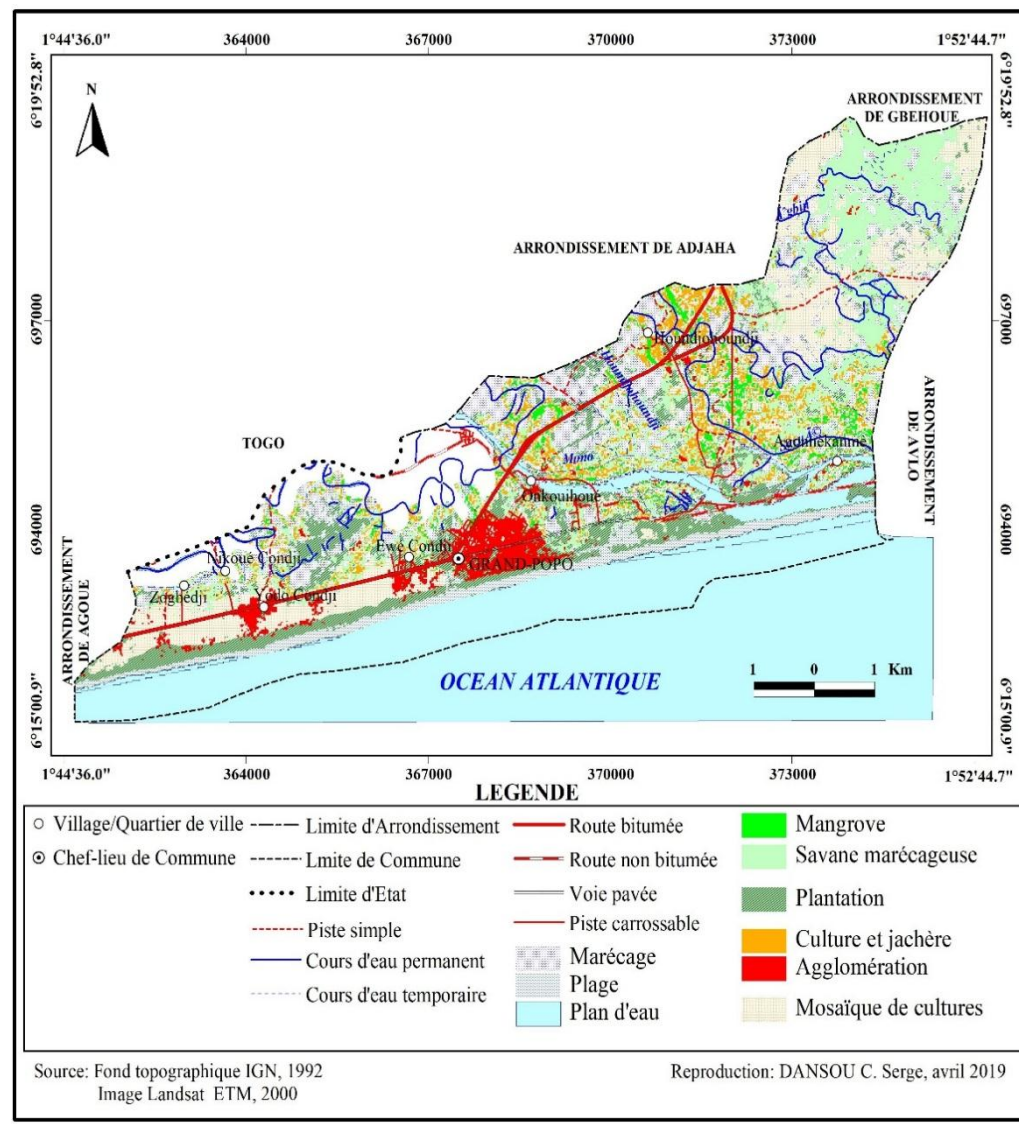 1°44'36.0" 364000 367000 370000 373000 1°52'44.7"
6°19'52.8"
6°19'52.8"
N
ARRONDISSEMENT
DE GBEHOUE
ARRONDISSEMENT DE ADJAHA
697000
697000
Houndjohoundji
ARRONDISSEMENT
DE AVLO
TOGO
Mono
Onkouihoué
694000
694000
Ewe Condji
Nikoué Condji
GRAND-POPO
Zogbédji
Yodo Condji
ARRONDISSEMENT
DE AGOUE
OCEAN ATLANTIQUE
1 0 1 Km
6°15'00.9"
6°15'00.9"
1°44'36.0" 364000 367000 370000 373000 1°52'44.7"
LEGENDE
Village/Quartier de ville
Chef-lieu de Commune
Limite d'Arrondissement
Lmite de Commune
Limite d'Etat
Piste simple
Cours d'eau permanent
Cours d'eau temporaire
Route bitumée
Route non bitumée
Voie pavée
Piste carrossable
Marécage
Plage
Plan d'eau
Mangrove
Savane marécageuse
Plantation
Culture et jachère
Agglomération
Mosaïque de cultures
Source: Fond topographique IGN, 1992
Image Landsat ETM, 2000
Reproduction: DANSOU C. Serge, avril 2019